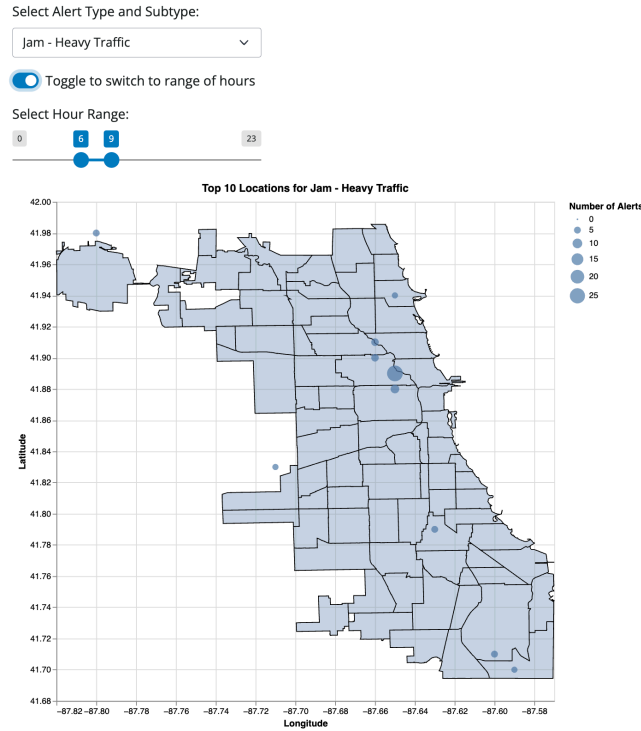 Select Alert Type and Subtype:
Jam - Heavy Traffic
Toggle to switch to range of hours
Select Hour Range:
0 6 9 23
Top 10 Locations for Jam - Heavy Traffic
Number of Alerts
0
5
10
15
20
25
42.00
41.98
41.96
41.94
41.92
41.90
41.88
41.86
41.84
41.82
41.80
41.78
41.76
41.74
41.72
41.70
41.68
Latitude
−87.82 −87.80 −87.78 −87.76 −87.74 −87.72 −87.70 −87.68 −87.66 −87.64 −87.62 −87.60 −87.58
Longitude